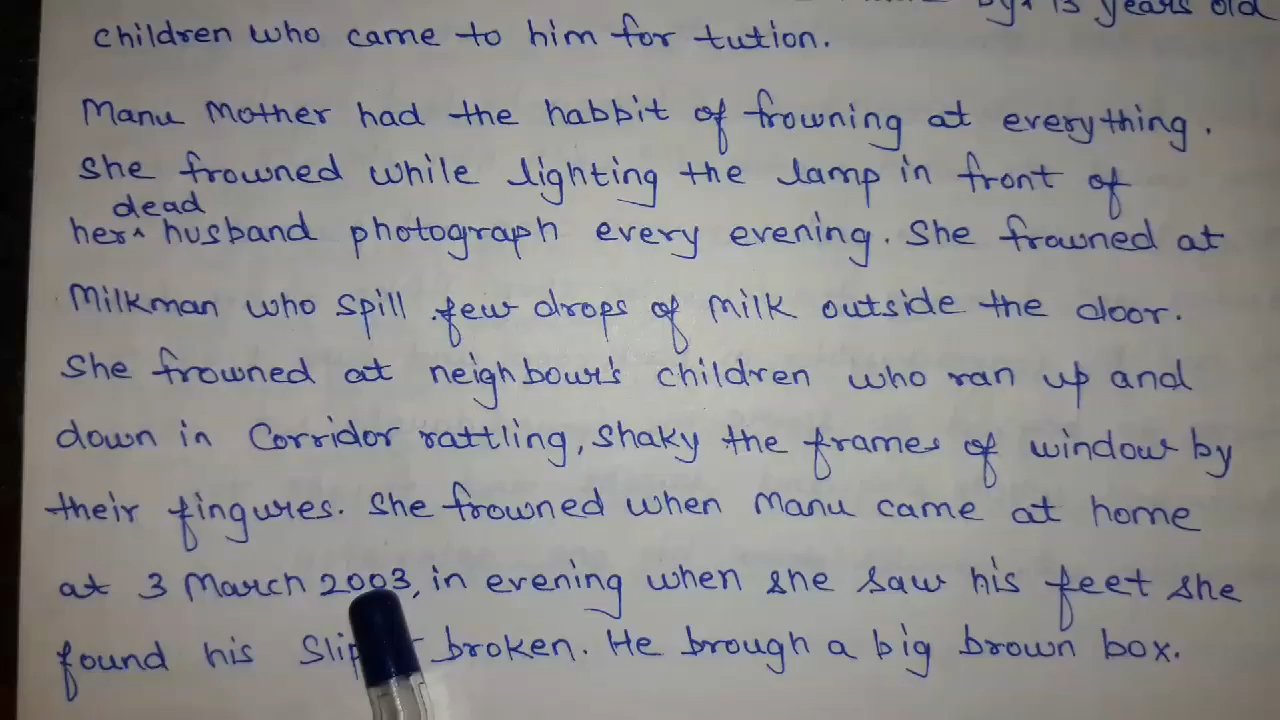 by 13 years old
children who came to him for tution.
Manu Mother had the habbit of frowning at everything.
She frowned while lighting the lamp in front of
dead
her^ husband photograph every evening. She frowned at
Milkman who spill few drops of milk outside the door.
She frowned at neighbour's children who ran up and
down in Corridor rattling, shaky the frames of window by
their fingures. She frowned when Manu came at home
at 3 March 2003, in evening when she saw his feet she
found his broken. He brough a big brown box.